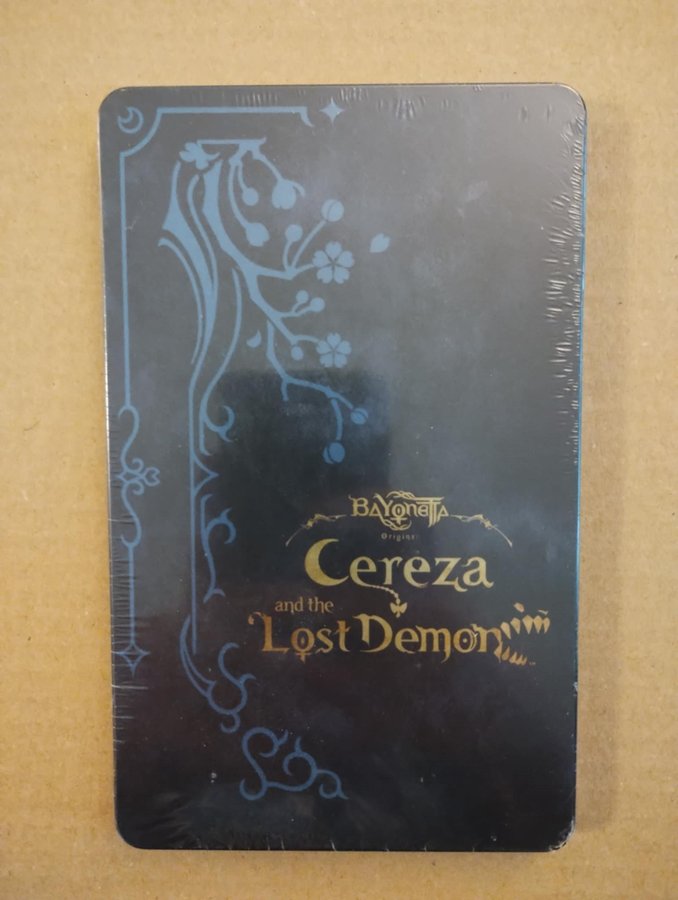 BAYONETTA
Origins:
Cereza
and the
Lost Demon